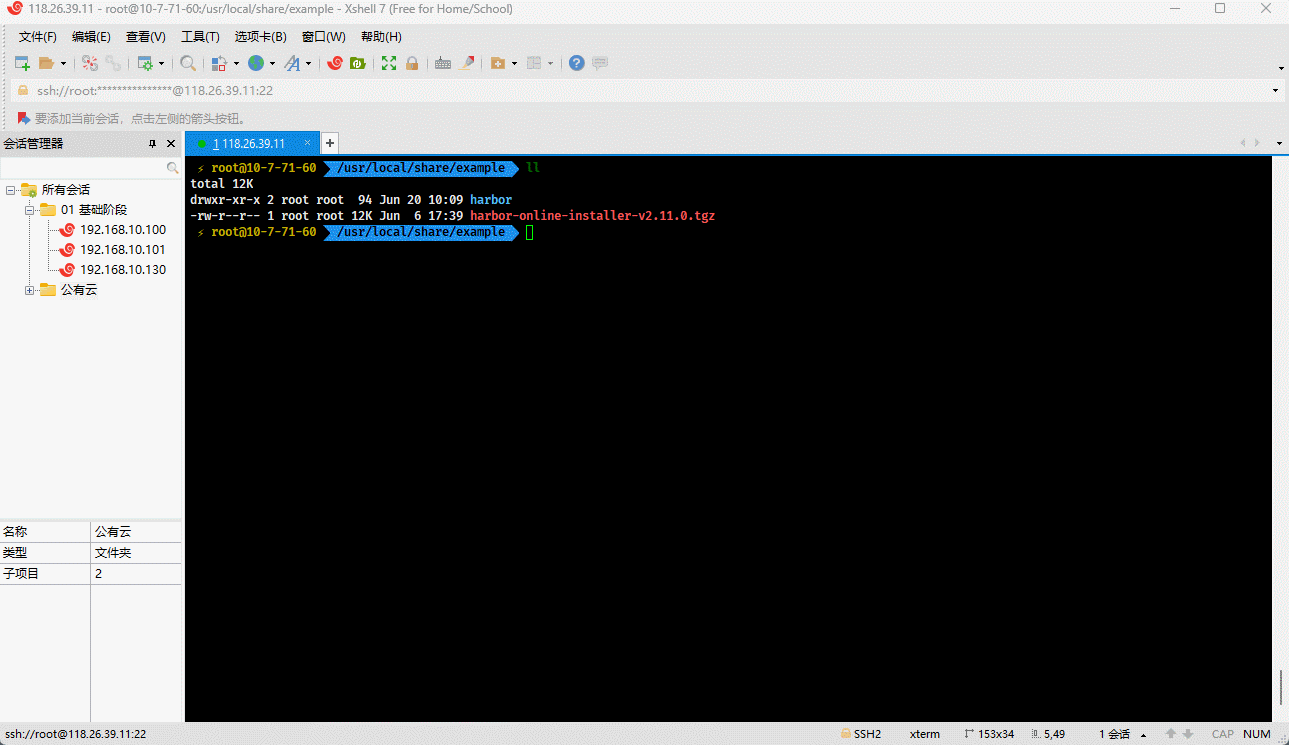 118.26.39.11 - root@10-7-71-60:/usr/local/share/example - Xshell 7 (Free for Home/School)
文件(F) 编辑(E) 查看(V) 工具(T) 选项卡(B) 窗口(W) 帮助(H)
ssh://root:***************@118.26.39.11:22
要添加当前会话，点击左侧的箭头按钮。
会话管理器
1 118.26.39.11 × +
所有会话
01 基础阶段
192.168.10.100
192.168.10.101
192.168.10.130
公有云
名称 公有云
类型 文件夹
子项目 2
⚡ root@10-7-71-60 /usr/local/share/example ll
total 12K
drwxr-xr-x 2 root root  94 Jun 20 10:09 harbor
-rw-r--r-- 1 root root 12K Jun  6 17:39 harbor-online-installer-v2.11.0.tgz
⚡ root@10-7-71-60 /usr/local/share/example
ssh://root@118.26.39.11:22 SSH2 xterm 153x34 5,49 1 会话 CAP NUM